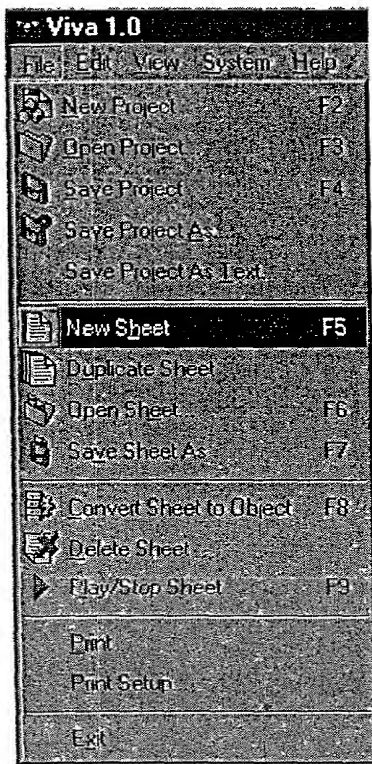 Viva 1.0
File Edit View System Help
New Project F2
Open Project F3
Save Project F4
Save Project As...
Save Project As Text...
New Sheet F5
Duplicate Sheet
Open Sheet... F6
Save Sheet As... F7
Convert Sheet to Object F8
Delete Sheet...
Play/Stop Sheet F9
Print
Print Setup...
Exit